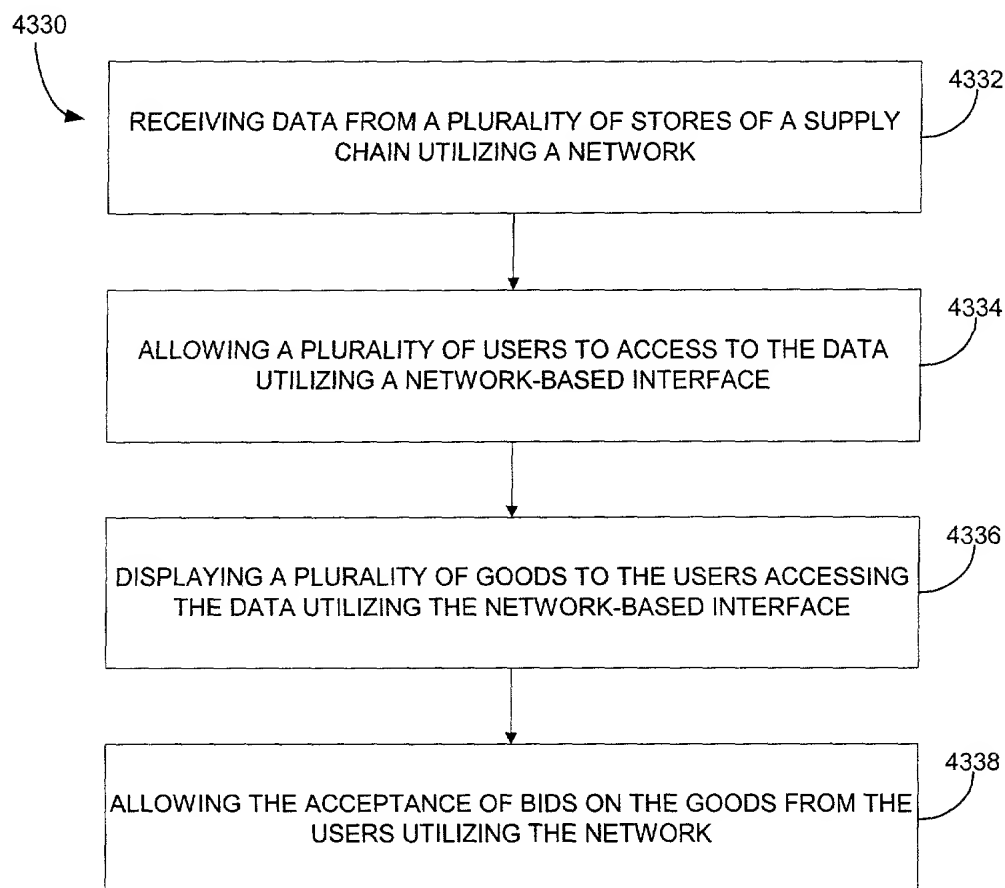 4330
4332
RECEIVING DATA FROM A PLURALITY OF STORES OF A SUPPLY
CHAIN UTILIZING A NETWORK
4334
ALLOWING A PLURALITY OF USERS TO ACCESS TO THE DATA
UTILIZING A NETWORK-BASED INTERFACE
4336
DISPLAYING A PLURALITY OF GOODS TO THE USERS ACCESSING
THE DATA UTILIZING THE NETWORK-BASED INTERFACE
4338
ALLOWING THE ACCEPTANCE OF BIDS ON THE GOODS FROM THE
USERS UTILIZING THE NETWORK